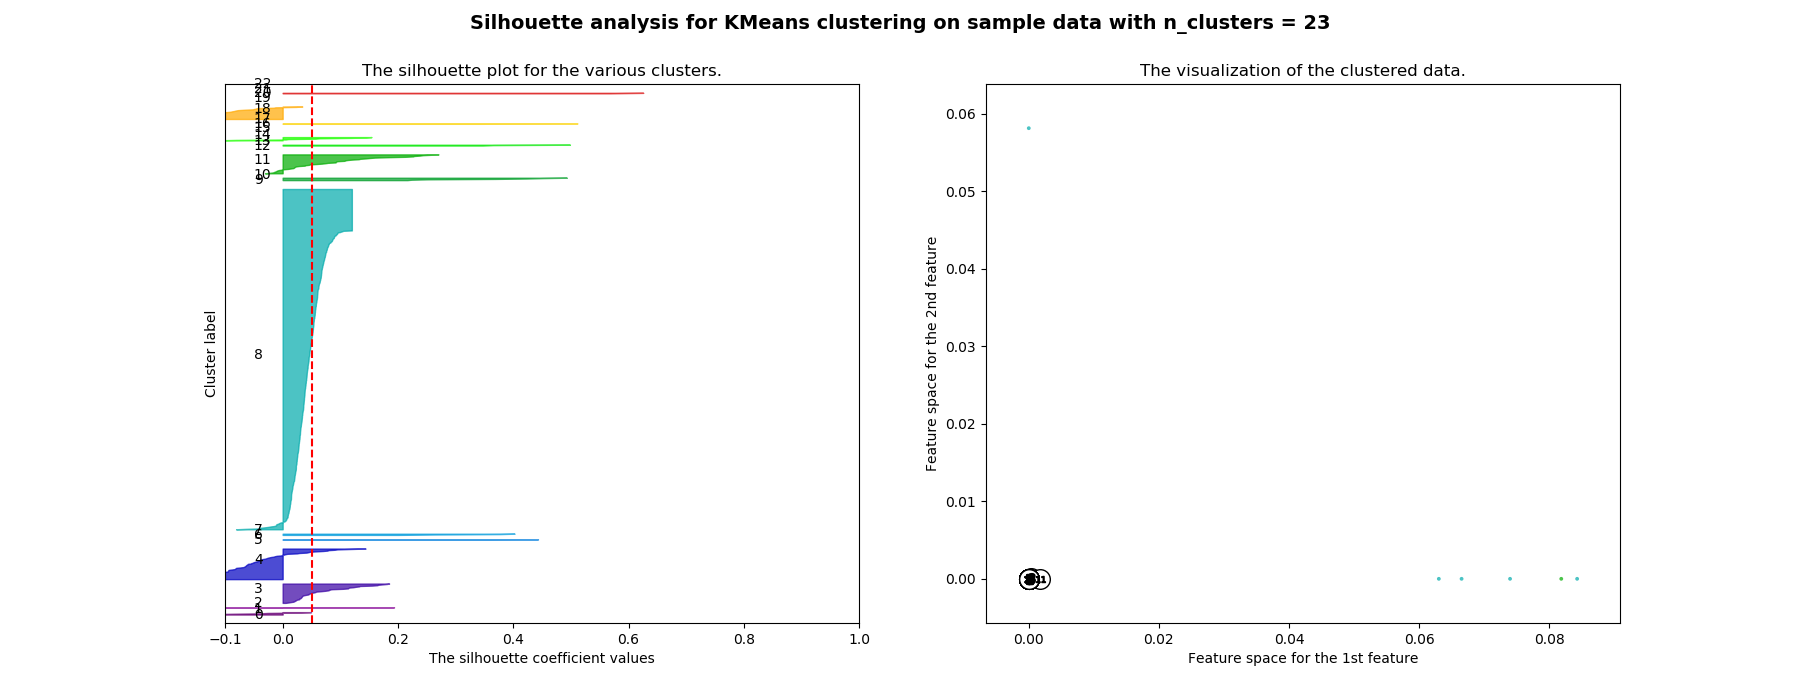 Silhouette analysis for KMeans clustering on sample data with n_clusters = 23
The silhouette plot for the various clusters.
22
19
18
17
16
14
13
12
11
10
9
8
7
5
4
3
2
0
Cluster label
−0.1 0.0 0.2 0.4 0.6 0.8 1.0
The silhouette coefficient values
The visualization of the clustered data.
0.06
0.05
0.04
0.03
0.02
0.01
0.00
Feature space for the 2nd feature
0.00 0.02 0.04 0.06 0.08
Feature space for the 1st feature